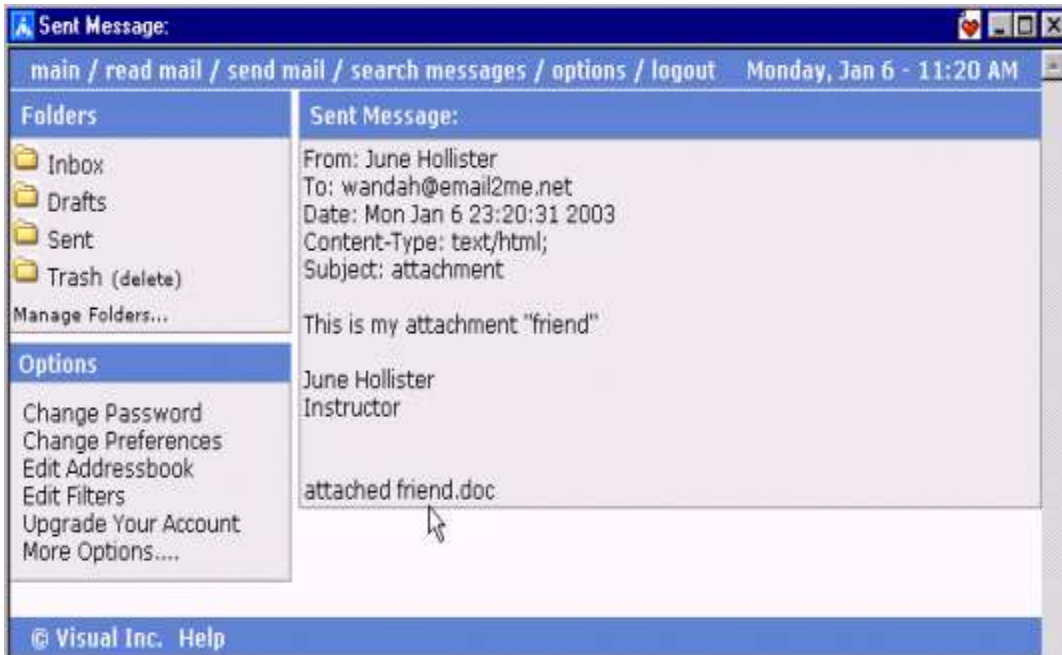 Sent Message:
main / read mail / send mail / search messages / options / logout Monday, Jan 6 - 11:20 AM
Folders
Inbox
Drafts
Sent
Trash (delete)
Manage Folders...
Options
Change Password
Change Preferences
Edit Addressbook
Edit Filters
Upgrade Your Account
More Options....
Sent Message:
From: June Hollister
To: wandah@email2me.net
Date: Mon Jan 6 23:20:31 2003
Content-Type: text/html;
Subject: attachment
This is my attachment "friend"
June Hollister
Instructor
attached friend.doc
© Visual Inc. Help